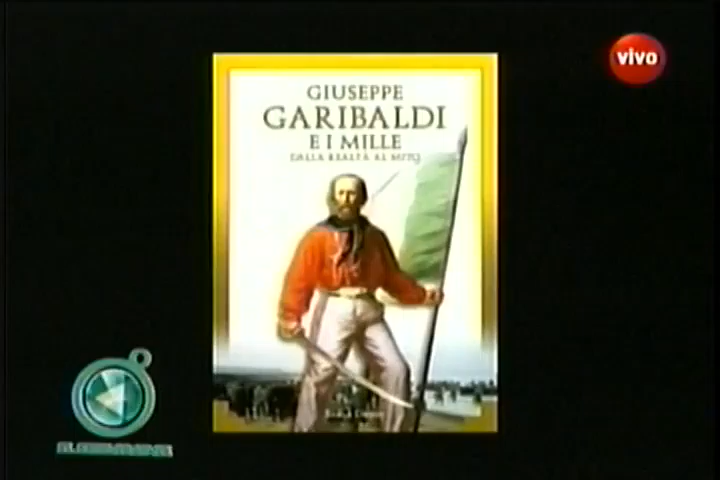 vivo
GIUSEPPE
GARIBALDI
E I MILLE
DALLA REALTÀ AL MITO